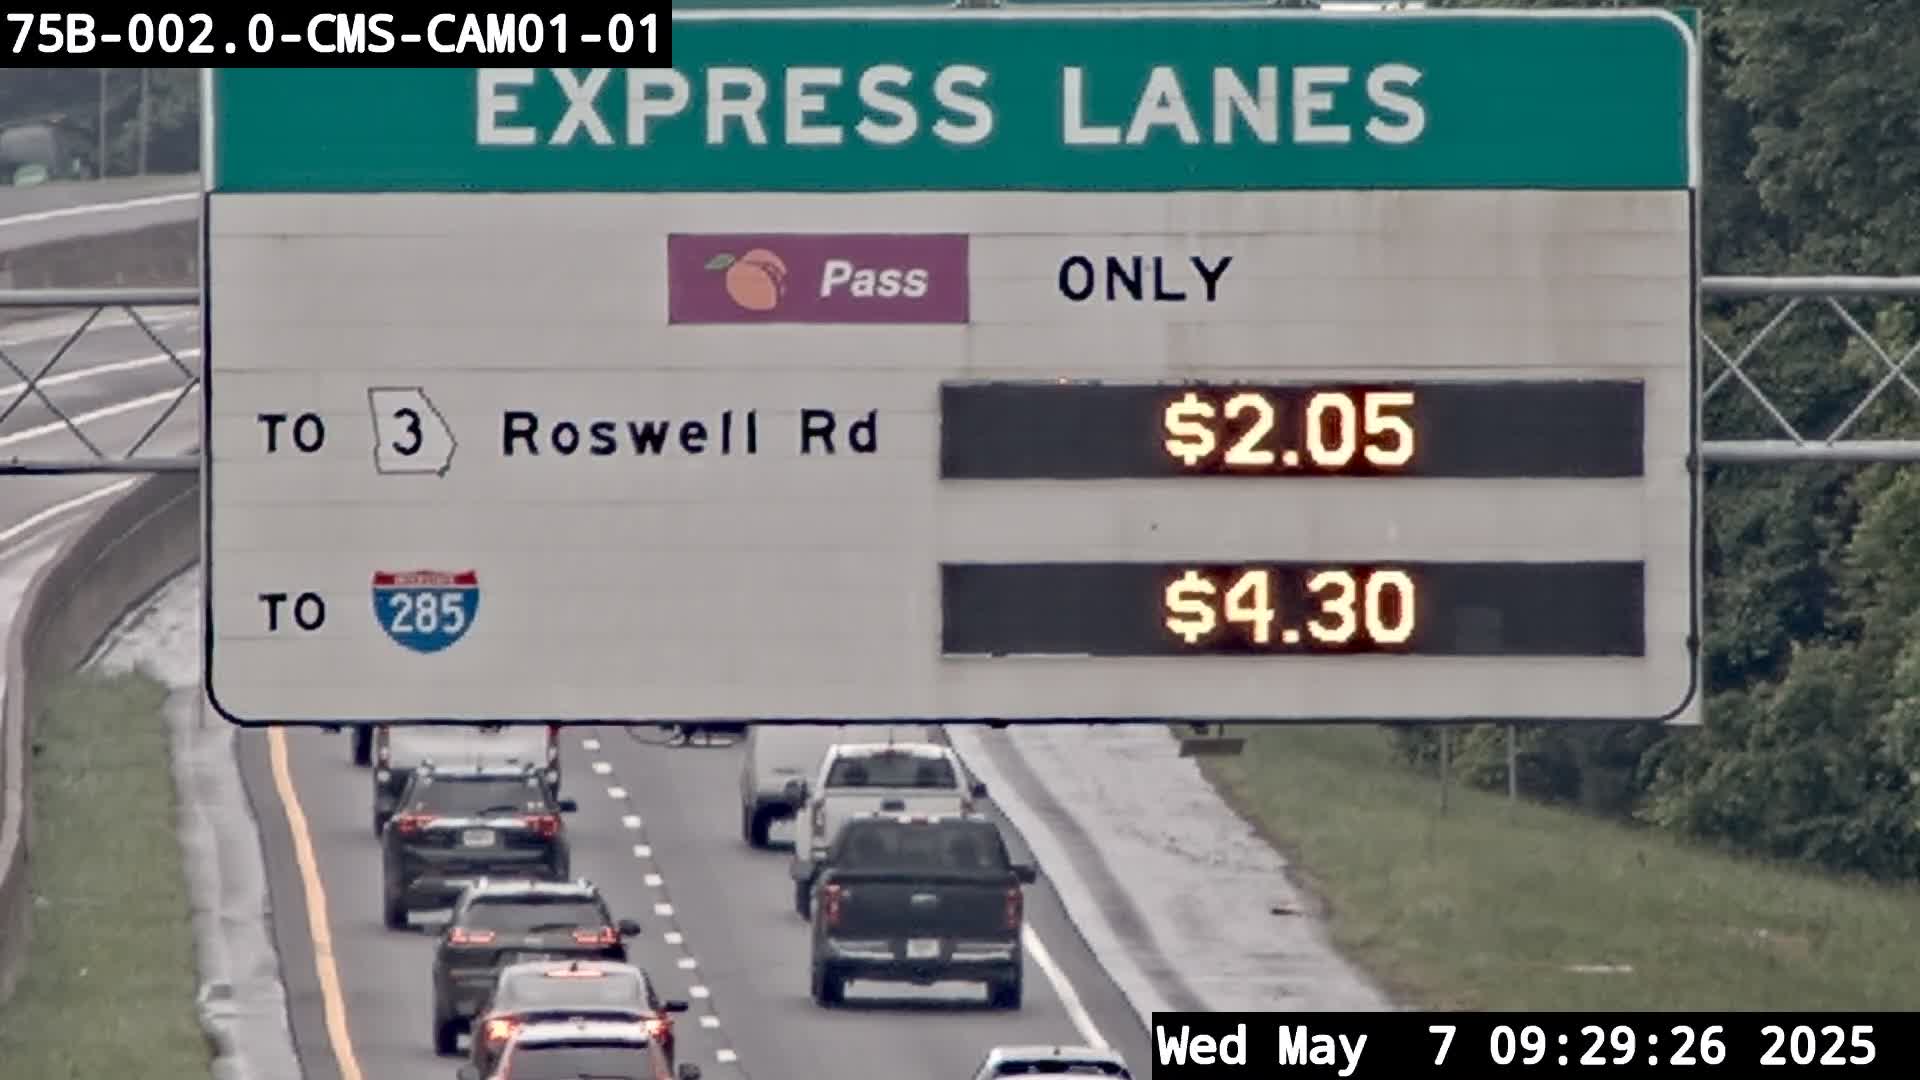 75B-002.0-CMS-CAM01-01
EXPRESS LANES
Pass ONLY
TO 3 Roswell Rd $2.05
TO 285 $4.30
Wed May 7 09:29:26 2025